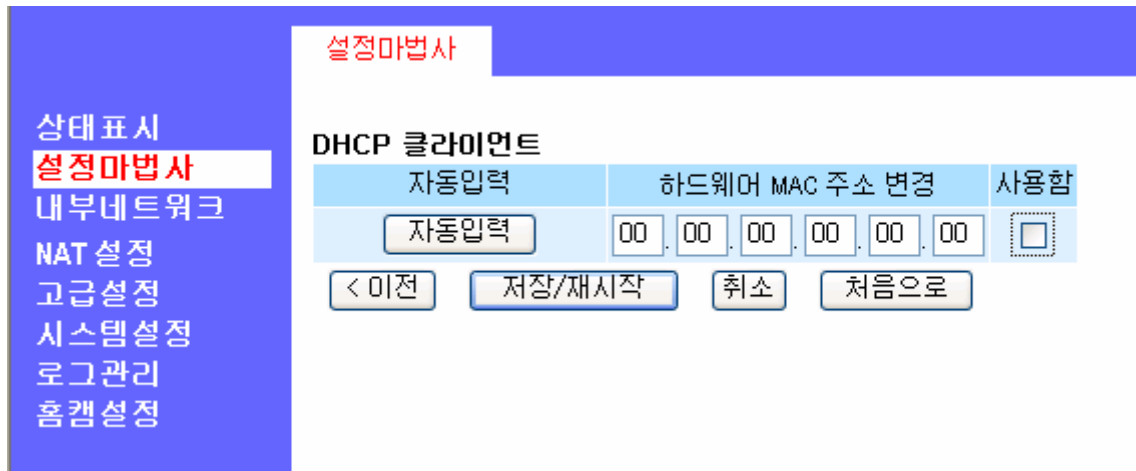 설정마법사
상태표시
설정마법사
내부네트워크
NAT 설정
고급설정
시스템설정
로그관리
홈캠설정
DHCP 클라이언트
자동입력 하드웨어 MAC 주소 변경 사용함
자동입력 00 . 00 . 00 . 00 . 00 . 00
< 이전 저장/재시작 취소 처음으로